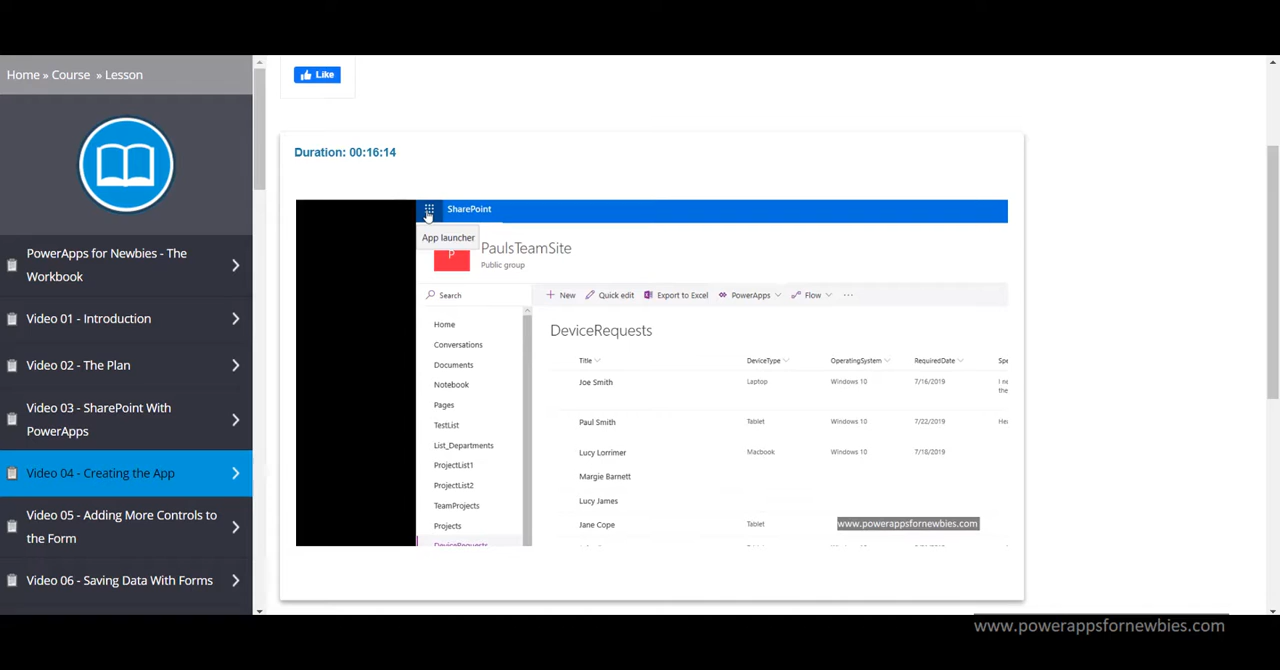 Home » Course » Lesson
PowerApps for Newbies - The
Workbook
Video 01 - Introduction
Video 02 - The Plan
Video 03 - SharePoint With
PowerApps
Video 04 - Creating the App
Video 05 - Adding More Controls to
the Form
Video 06 - Saving Data With Forms
Like
Duration: 00:16:14
SharePoint
App launcher
P
PaulsTeamSite
Public group
Search
New Quick edit Export to Excel PowerApps Flow ...
Home
Conversations
Documents
Notebook
Pages
TestList
List_Departments
ProjectList1
ProjectList2
TeamProjects
Projects
DeviceRequests
DeviceRequests
Title DeviceType OperatingSystem RequiredDate Spe
Joe Smith Laptop Windows 10 7/16/2019 I ne
the
Paul Smith Tablet Windows 10 7/22/2019 Hea
Lucy Lorrimer Macbook Windows 10 7/18/2019
Margie Barnett
Lucy James
Jane Cope Tablet
www.powerappsfornewbies.com
www.powerappsfornewbies.com